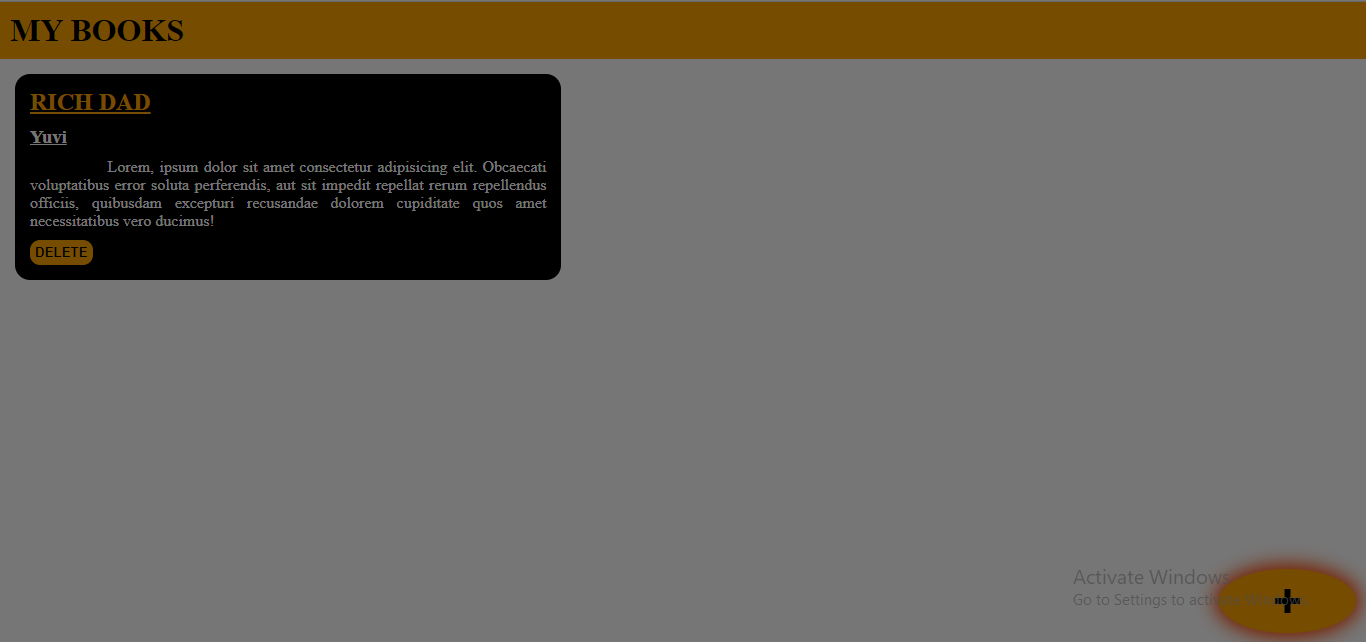 MY BOOKS
RICH DAD
Yuvi
Lorem, ipsum dolor sit amet consectetur adipisicing elit. Obcaecati
voluptatibus error soluta perferendis, aut sit impedit repellat rerum repellendus
officiis, quibusdam excepturi recusandae dolorem cupiditate quos amet
necessitatibus vero ducimus!
DELETE
Activate Windows
Go to Settings to activate Windows.
+